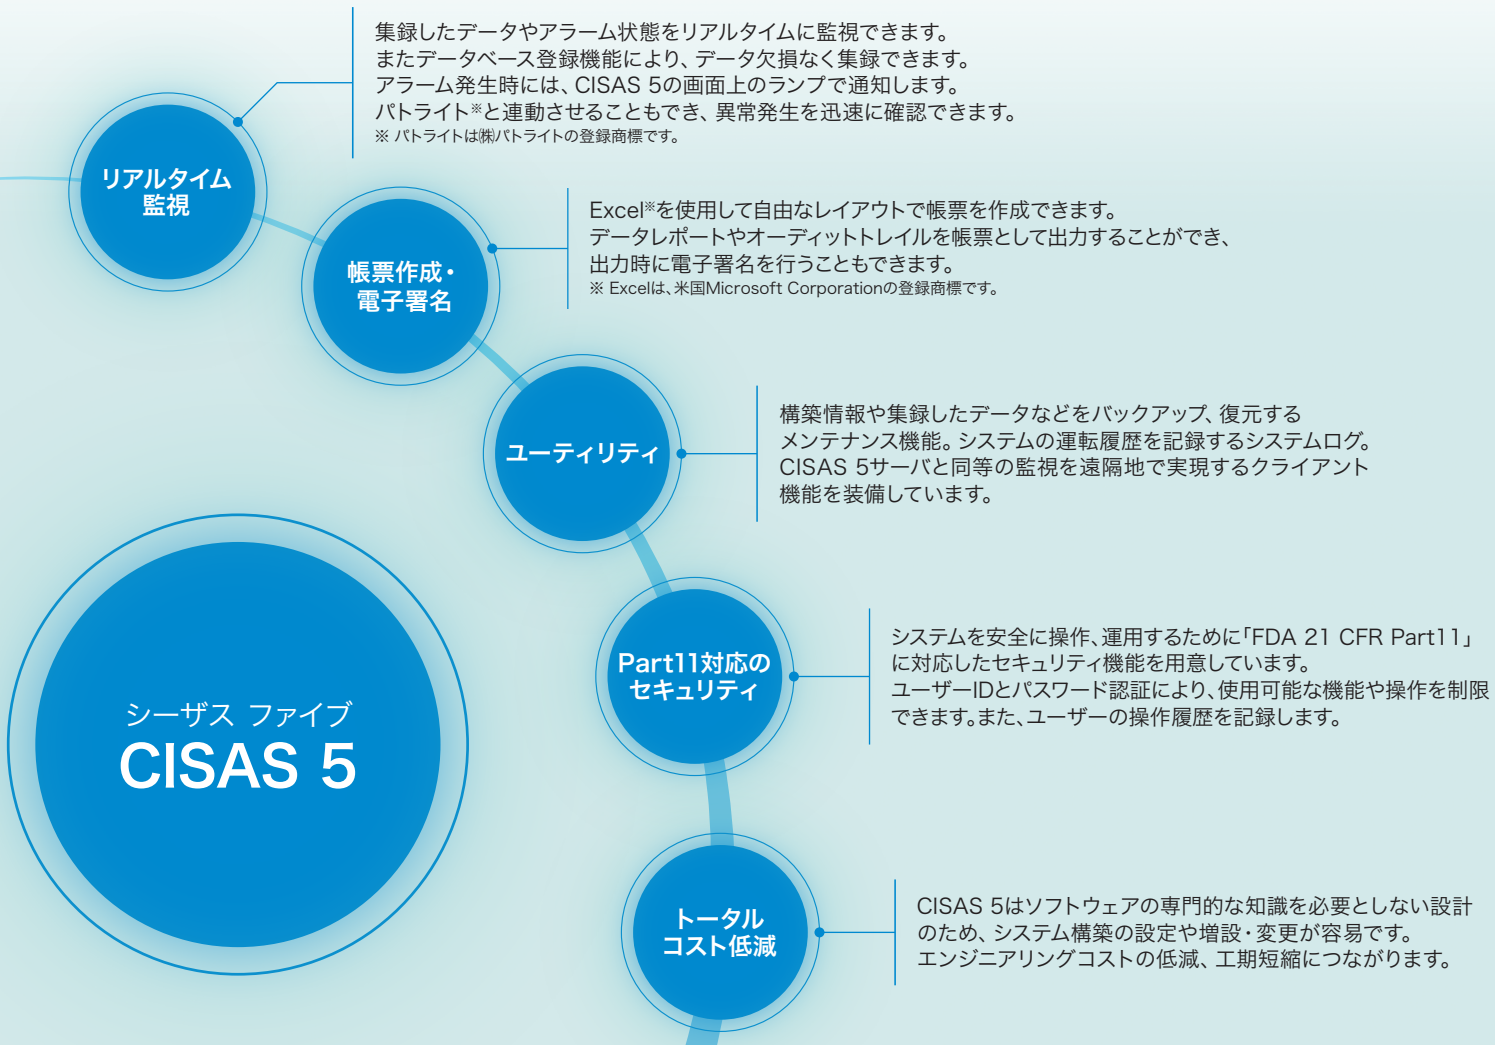 集録したデータやアラーム状態をリアルタイムに監視できます。
またデータベース登録機能により、データ欠損なく集録できます。
アラーム発生時には、CISAS 5の画面上のランプで通知します。
パトライト※と連動させることもでき、異常発生を迅速に確認できます。
※ パトライトは㈱パトライトの登録商標です。
リアルタイム
監視
Excel※を使用して自由なレイアウトで帳票を作成できます。
データレポートやオーディットトレイルを帳票として出力することができ、
出力時に電子署名を行うこともできます。
※ Excelは、米国Microsoft Corporationの登録商標です。
帳票作成・
電子署名
構築情報や集録したデータなどをバックアップ、復元する
メンテナンス機能。システムの運転履歴を記録するシステムログ。
CISAS 5サーバと同等の監視を遠隔地で実現するクライアント
機能を装備しています。
ユーティリティ
システムを安全に操作、運用するために「FDA 21 CFR Part11」
に対応したセキュリティ機能を用意しています。
ユーザーIDとパスワード認証により、使用可能な機能や操作を制限
できます。また、ユーザーの操作履歴を記録します。
Part11対応の
セキュリティ
シーザス ファイブ
CISAS 5
CISAS 5はソフトウェアの専門的な知識を必要としない設計
のため、システム構築の設定や増設・変更が容易です。
エンジニアリングコストの低減、工期短縮につながります。
トータル
コスト低減